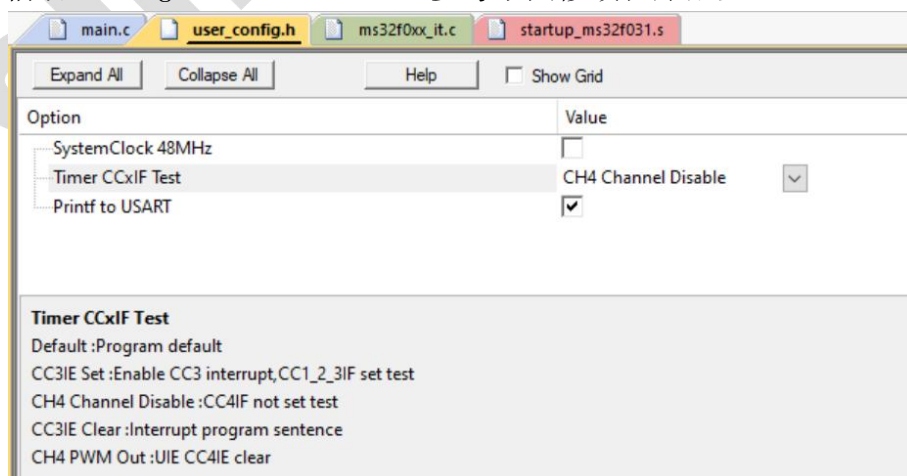 main.c user_config.h ms32f0xx_it.c startup_ms32f031.s
Expand All Collapse All Help Show Grid
Option Value
SystemClock 48MHz
Timer CCxIF Test CH4 Channel Disable
Printf to USART
Timer CCxIF Test
Default :Program default
CC3IE Set :Enable CC3 interrupt,CC1_2_3IF set test
CH4 Channel Disable :CC4IF not set test
CC3IE Clear :Interrupt program sentence
CH4 PWM Out :UIE CC4IE clear